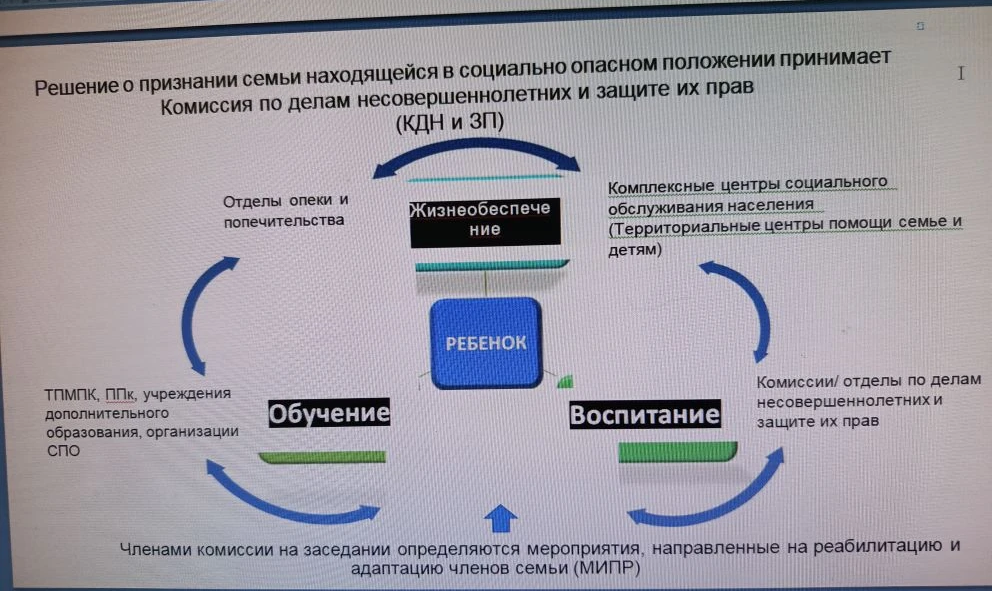 Решение о признании семьи находящейся в социально опасном положении принимает
Комиссия по делам несовершеннолетних и защите их прав
(КДН и ЗП)
Отделы опеки и
попечительства
Жизнеобеспече
ние
Комплексные центры социального
обслуживания населения
(Территориальные центры помощи семье и
детям)
РЕБЕНОК
ТПМПК, ППк, учреждения
дополнительного
образования, организации
СПО
Обучение
Воспитание
Комиссии/ отделы по делам
несовершеннолетних и
защите их прав
Членами комиссии на заседании определяются мероприятия, направленные на реабилитацию и
адаптацию членов семьи (МИПР)